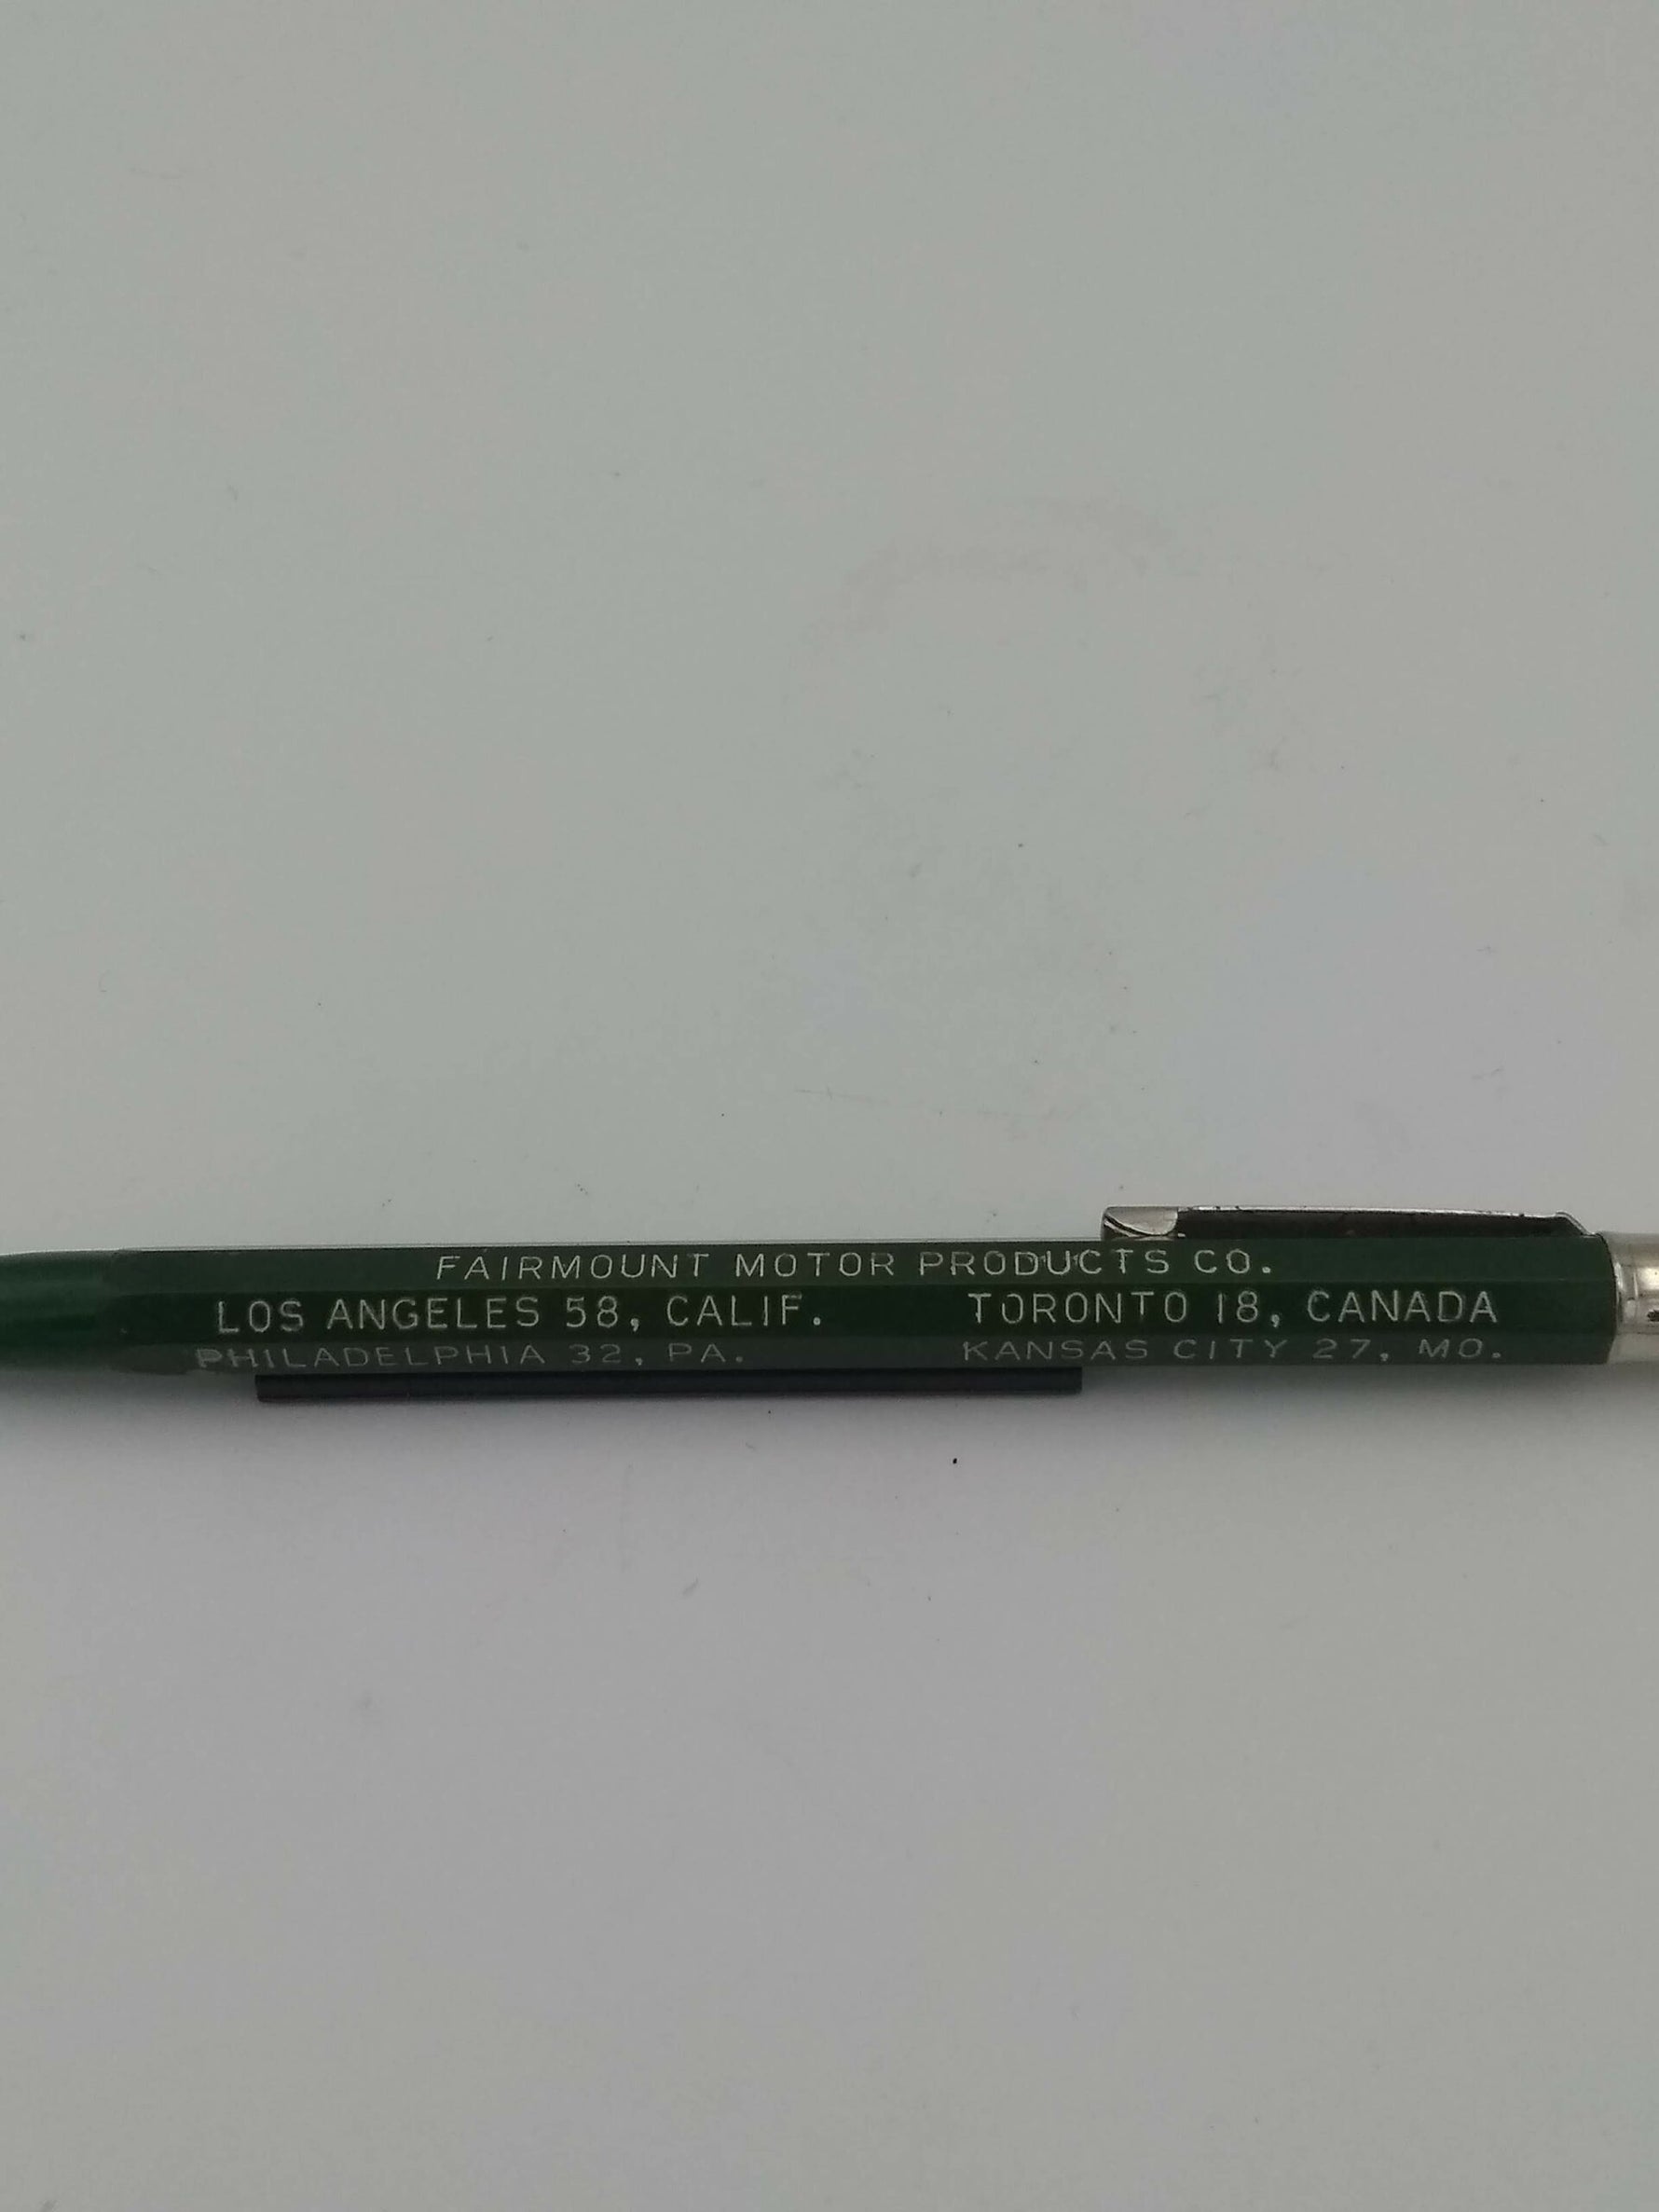 FAIRMOUNT MOTOR PRODUCTS CO.
LOS ANGELES 58, CALIF. TORONTO 18, CANADA
PHILADELPHIA 32, PA. KANSAS CITY 27, MO.